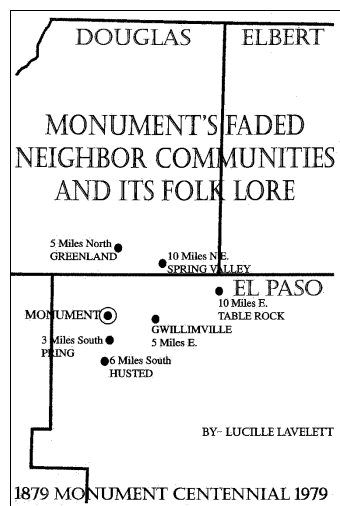 DOUGLAS ELBERT
MONUMENT'S FADED
NEIGHBOR COMMUNITIES
AND ITS FOLK LORE
5 Miles North
GREENLAND
10 Miles N.E.
SPRING VALLEY
EL PASO
10 Miles E.
TABLE ROCK
MONUMENT
GWILLIMVILLE
5 Miles E.
3 Miles South
PRING
6 Miles South
HUSTED
BY- LUCILLE LAVELETT
1879 MONUMENT CENTENNIAL 1979